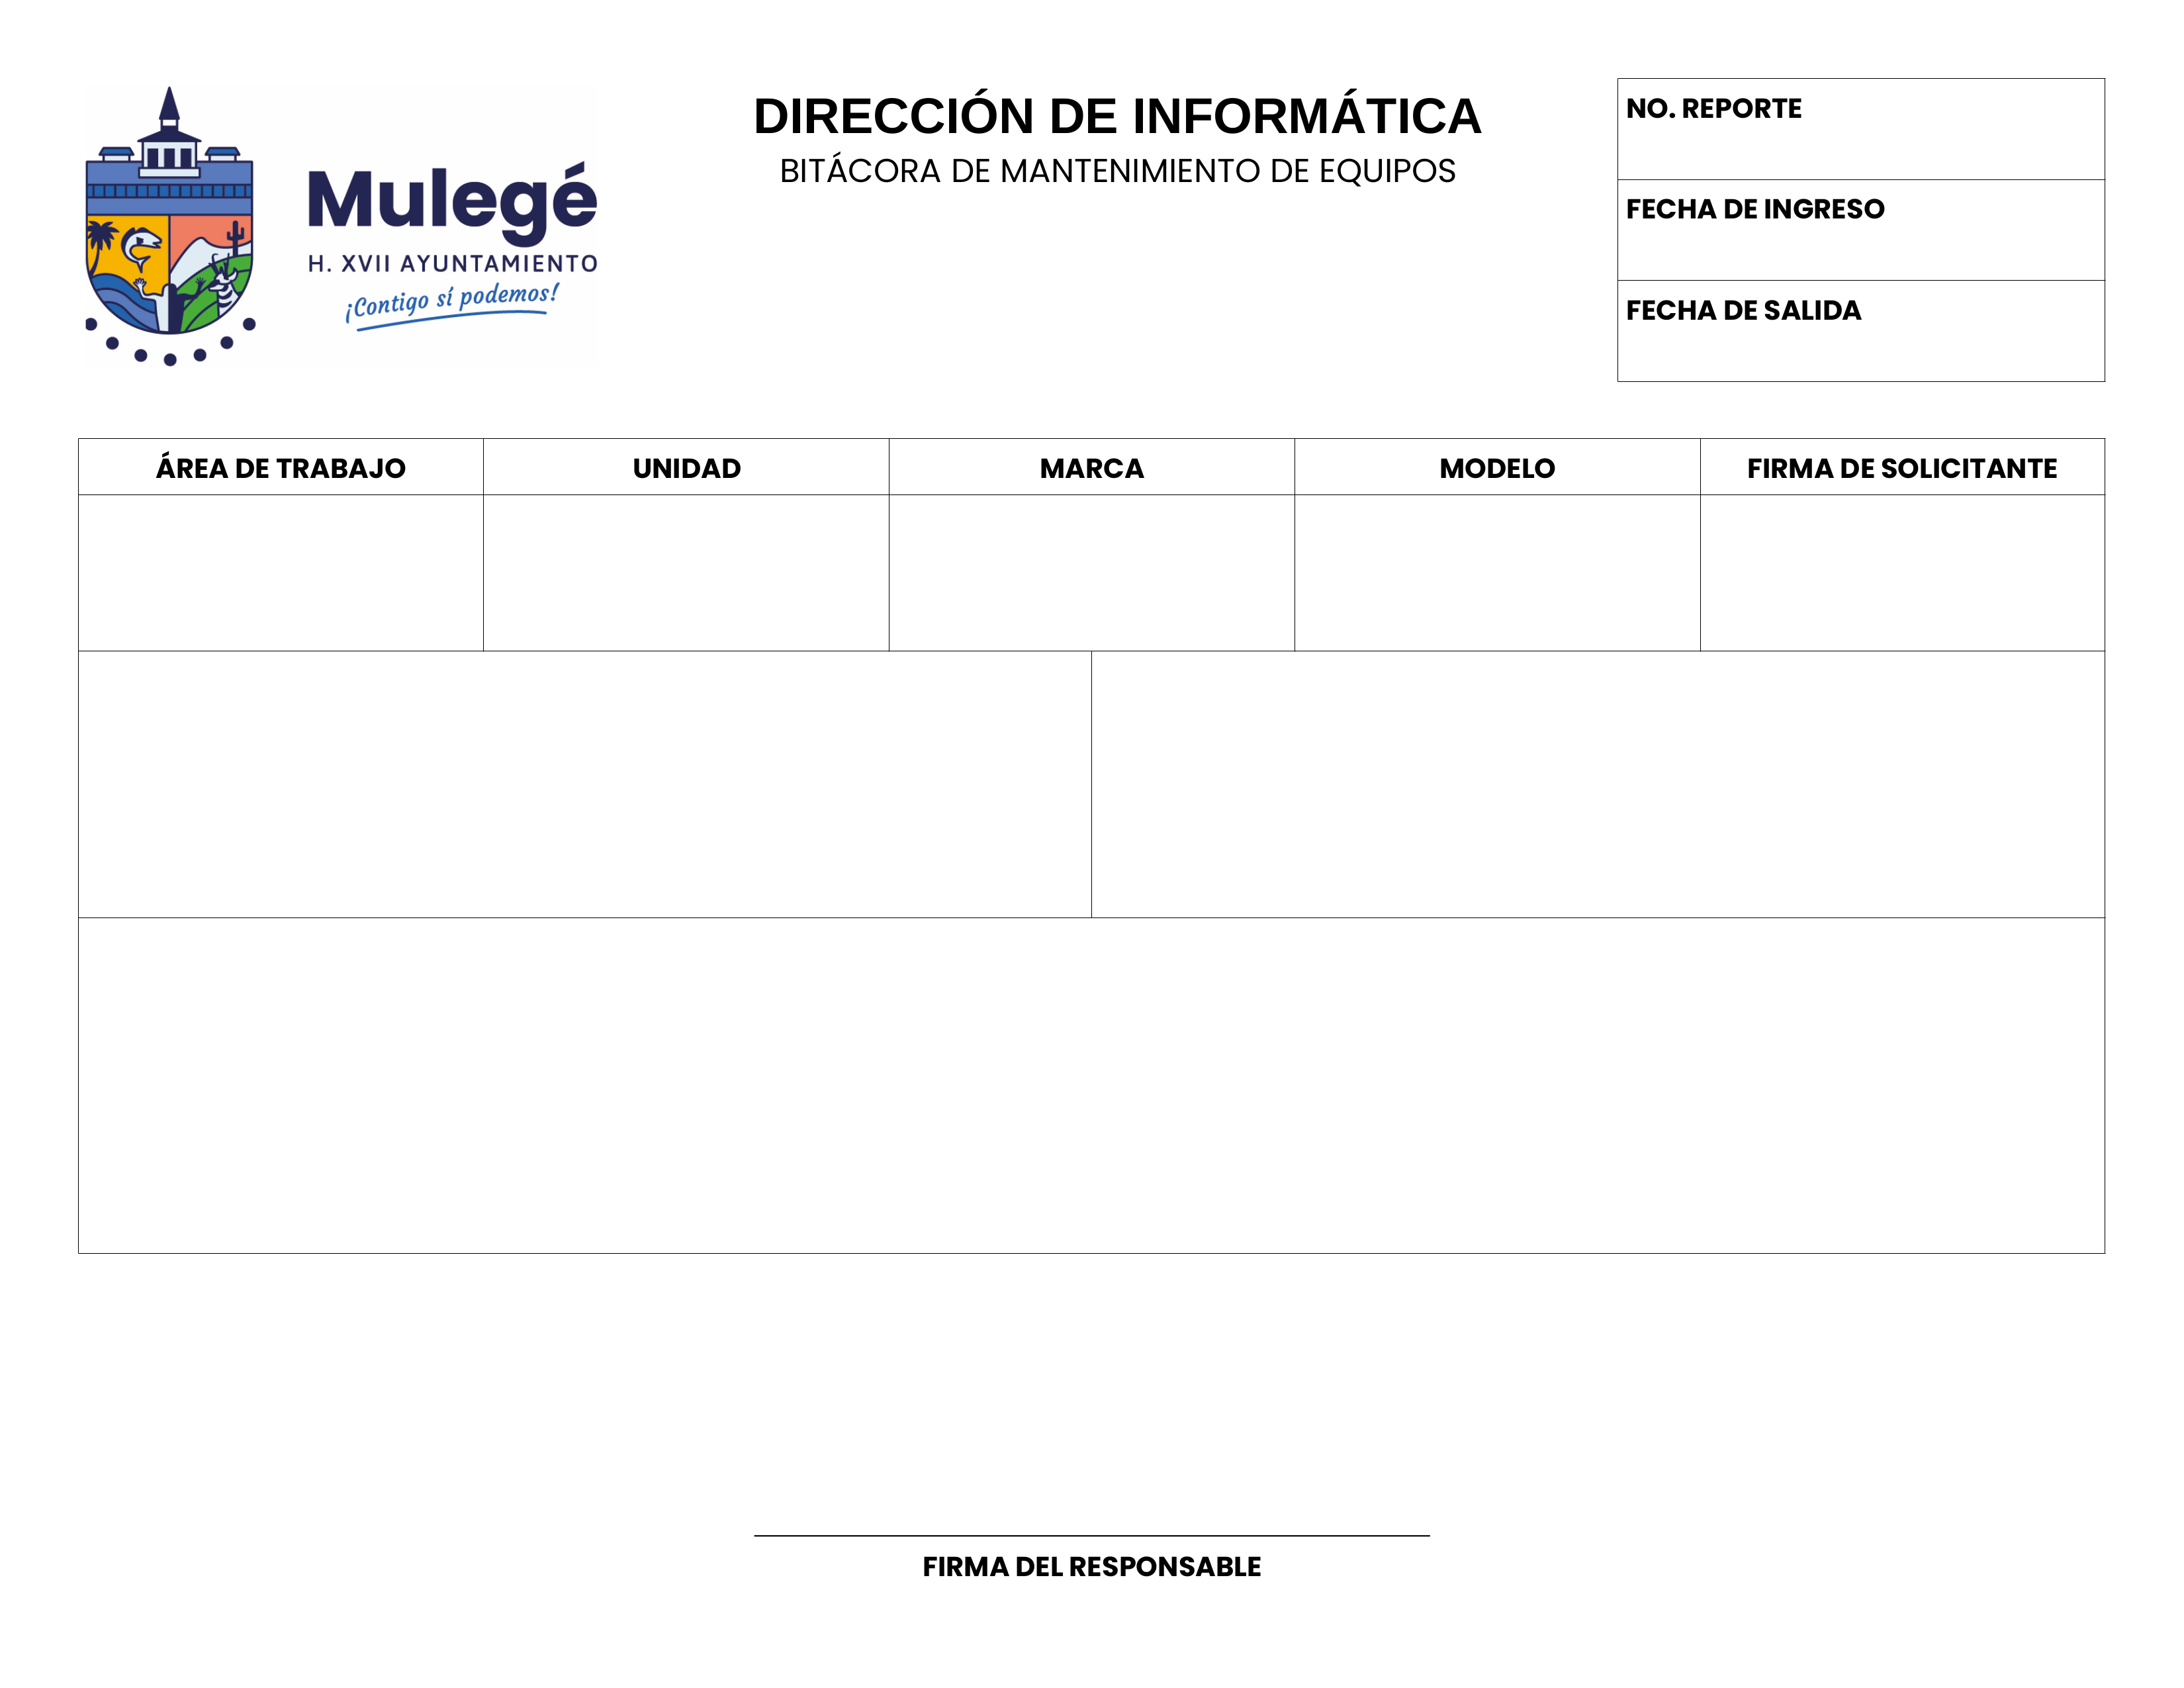 Mulegé
H. XVII AYUNTAMIENTO
¡Contigo sí podemos!
DIRECCIÓN DE INFORMÁTICA
BITÁCORA DE MANTENIMIENTO DE EQUIPOS
NO. REPORTE
FECHA DE INGRESO
FECHA DE SALIDA
ÁREA DE TRABAJO
UNIDAD
MARCA
MODELO
FIRMA DE SOLICITANTE
FIRMA DEL RESPONSABLE